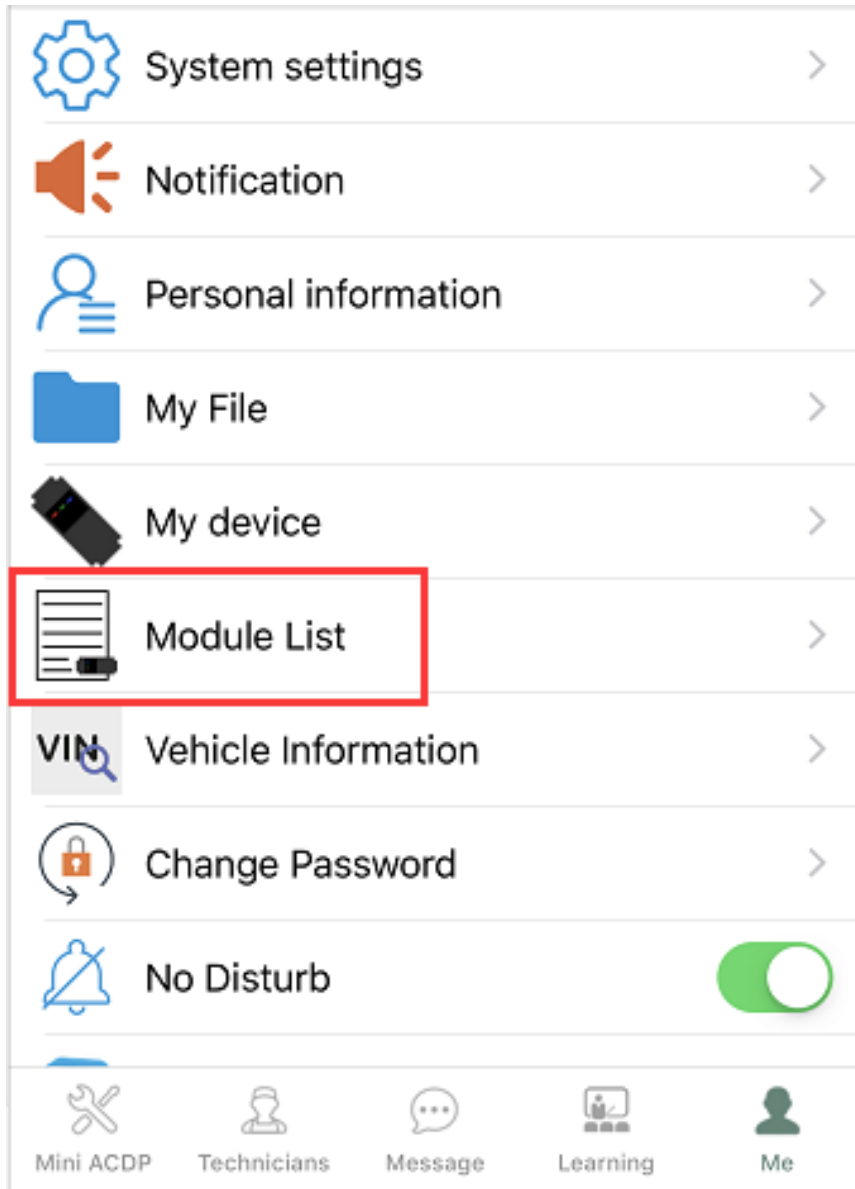 System settings
Notification
Personal information
My File
My device
Module List
VIN Vehicle Information
Change Password
No Disturb
Mini ACDP Technicians Message Learning Me